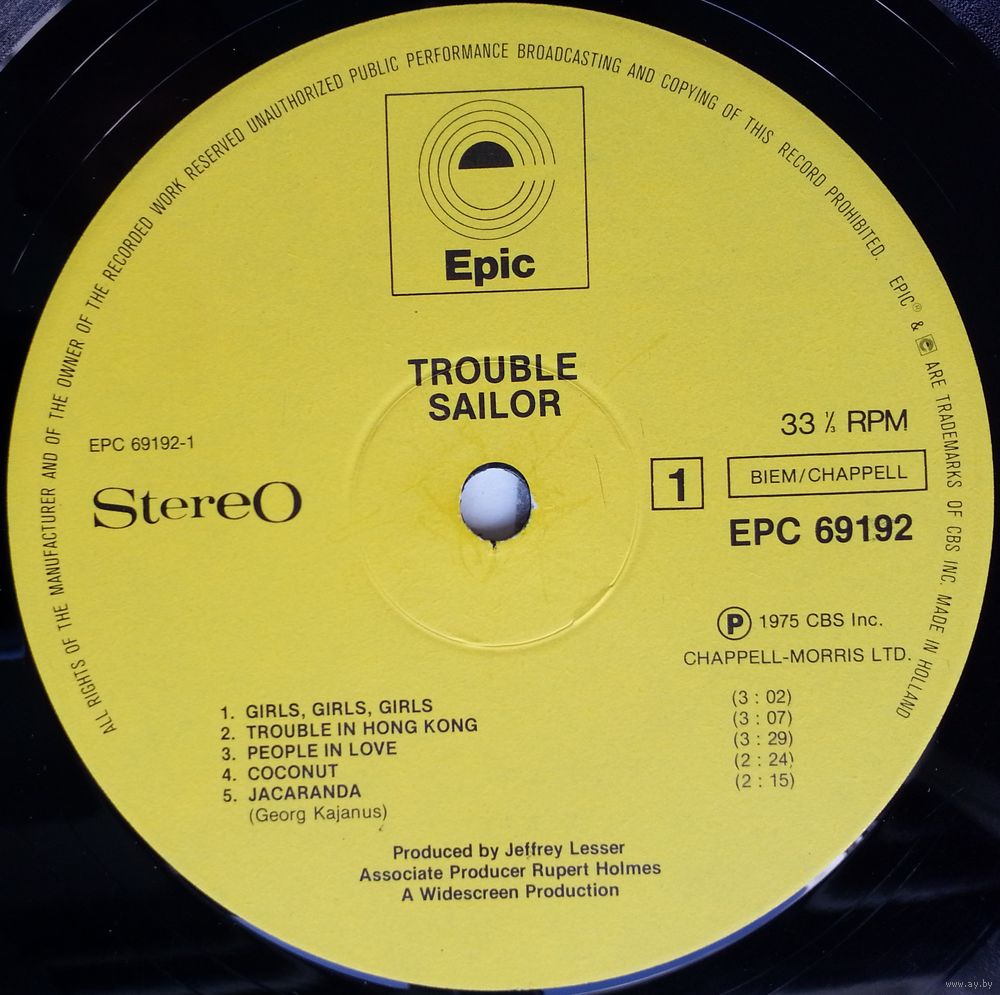 ALL RIGHTS OF THE MANUFACTURER AND OF THE OWNER OF THE RECORDED WORK RESERVED UNAUTHORIZED PUBLIC PERFORMANCE BROADCASTING AND COPYING OF THIS RECORD PROHIBITED. EPIC® & ARE TRADEMARKS OF CBS INC. MADE IN HOLLAND
Epic
TROUBLE
SAILOR
EPC 69192-1
Stereo
33 ⅓ RPM
1
BIEM/CHAPPELL
EPC 69192
℗ 1975 CBS Inc.
CHAPPELL-MORRIS LTD.
1. GIRLS, GIRLS, GIRLS (3 : 02)
2. TROUBLE IN HONG KONG (3 : 07)
3. PEOPLE IN LOVE (3 : 29)
4. COCONUT (2 : 24)
5. JACARANDA (2 : 15)
(Georg Kajanus)
Produced by Jeffrey Lesser
Associate Producer Rupert Holmes
A Widescreen Production
www.ay.by